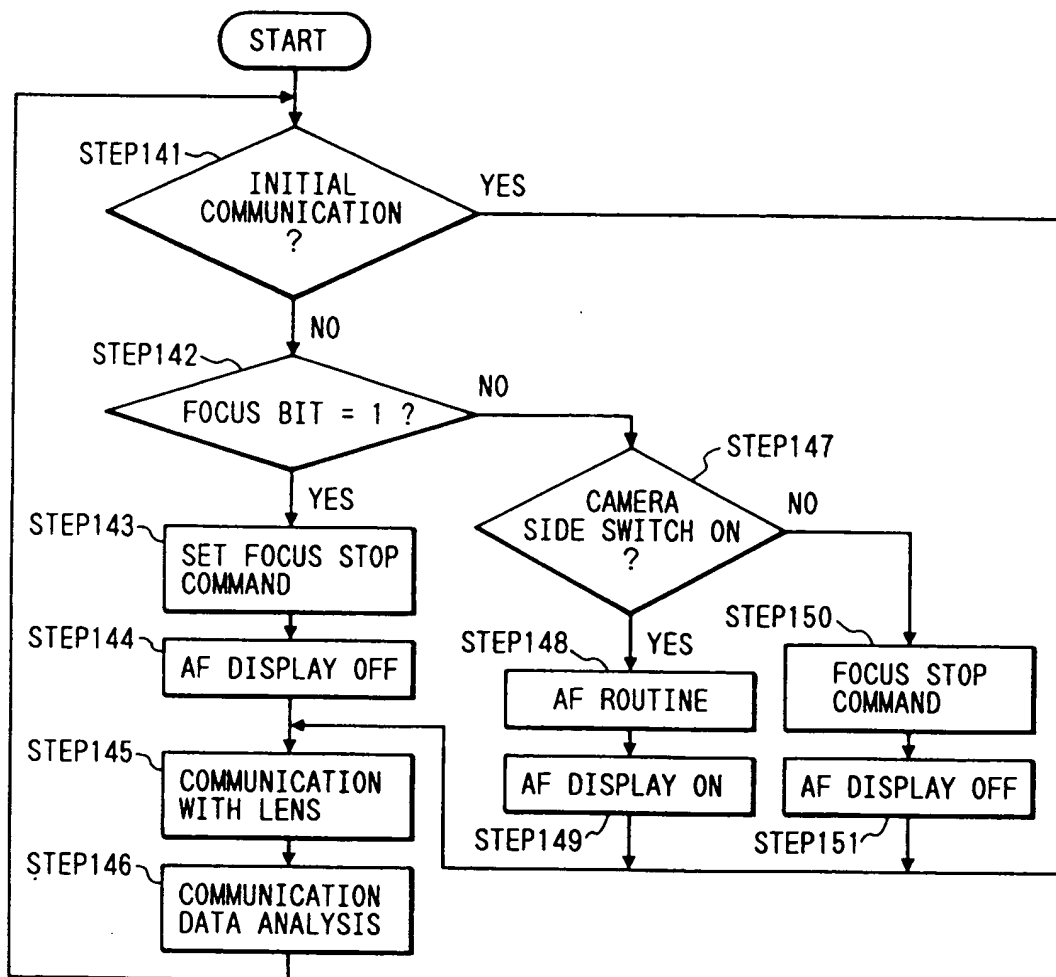 START
STEP141
INITIAL
COMMUNICATION
?
YES
NO
STEP142
FOCUS BIT = 1 ?
NO
YES
STEP147
CAMERA
SIDE SWITCH ON
?
NO
YES
STEP143
SET FOCUS STOP
COMMAND
STEP144
AF DISPLAY OFF
STEP148
AF ROUTINE
STEP150
FOCUS STOP
COMMAND
STEP145
COMMUNICATION
WITH LENS
AF DISPLAY ON
STEP149
AF DISPLAY OFF
STEP151
STEP146
COMMUNICATION
DATA ANALYSIS